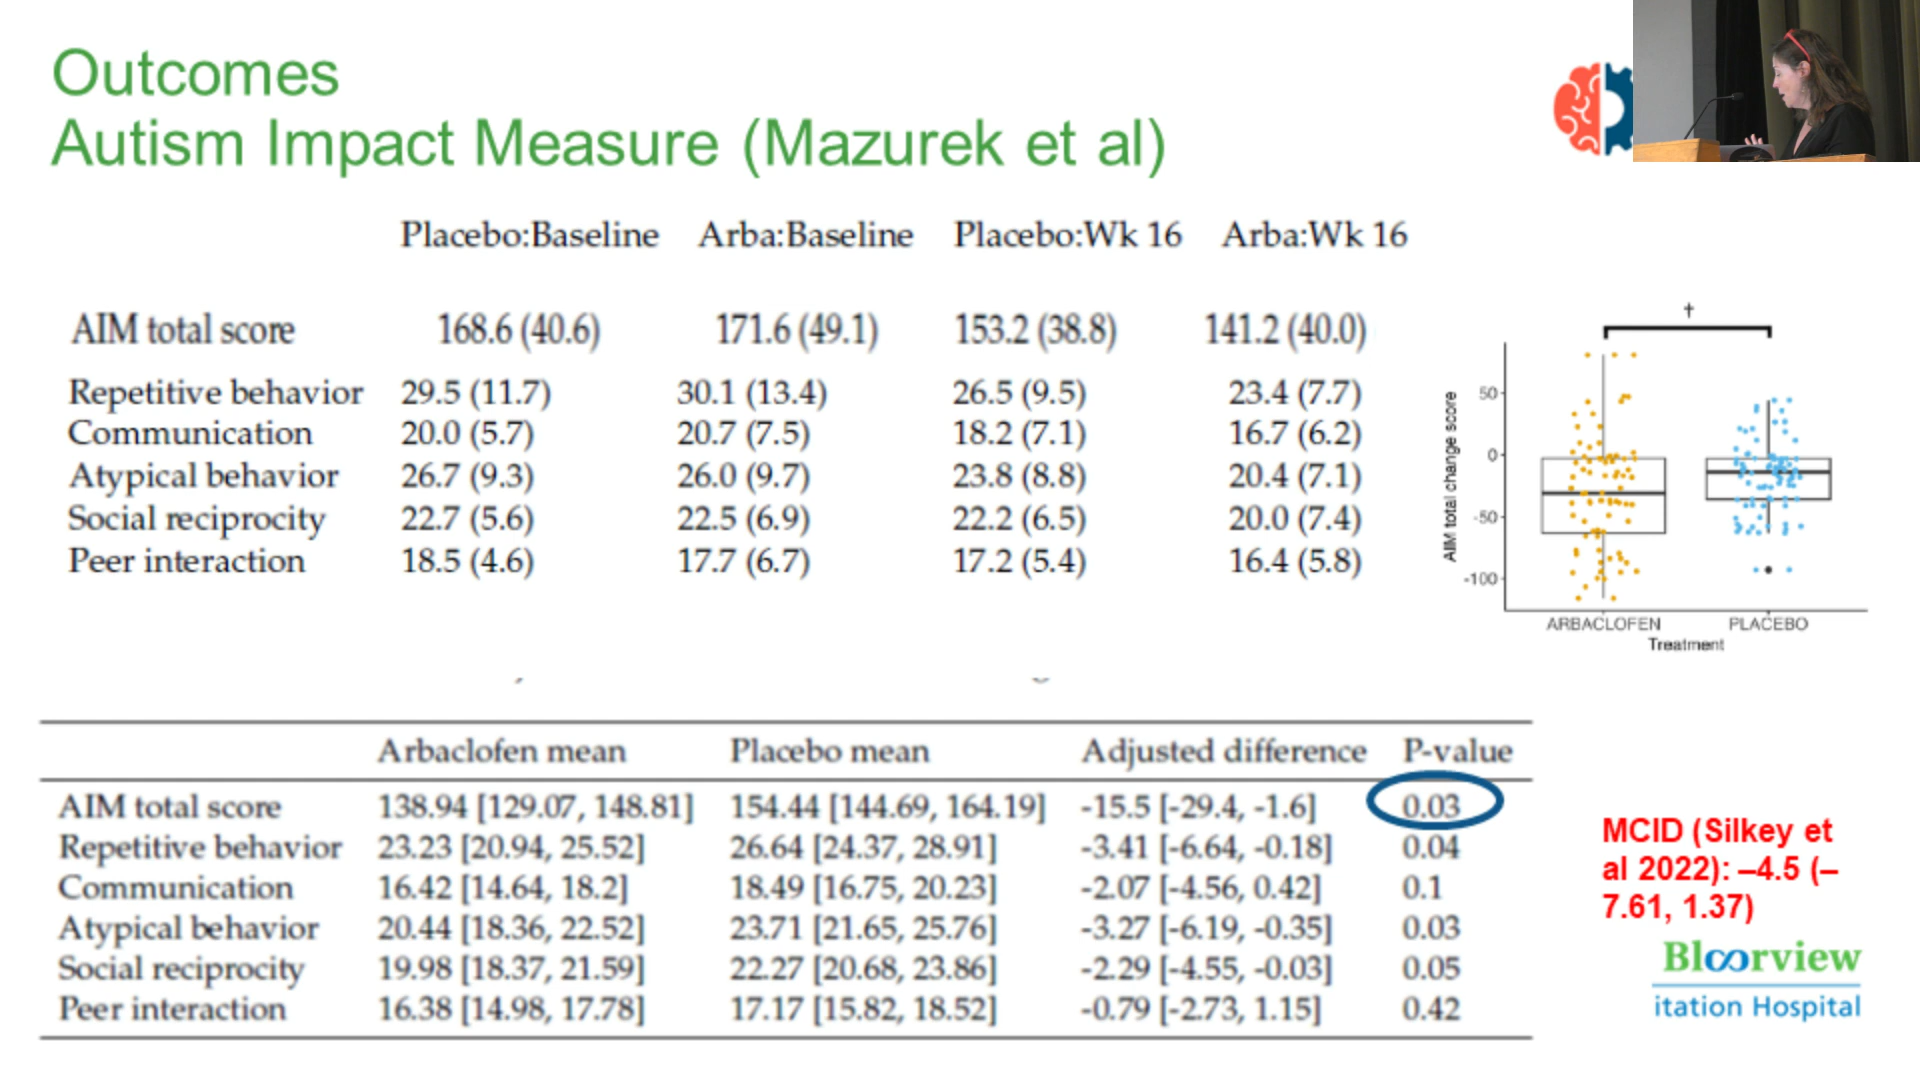 Outcomes
Autism Impact Measure (Mazurek et al)
Placebo:Baseline Arba:Baseline Placebo:Wk 16 Arba:Wk 16
AIM total score 168.6 (40.6) 171.6 (49.1) 153.2 (38.8) 141.2 (40.0)
Repetitive behavior 29.5 (11.7) 30.1 (13.4) 26.5 (9.5) 23.4 (7.7)
Communication 20.0 (5.7) 20.7 (7.5) 18.2 (7.1) 16.7 (6.2)
Atypical behavior 26.7 (9.3) 26.0 (9.7) 23.8 (8.8) 20.4 (7.1)
Social reciprocity 22.7 (5.6) 22.5 (6.9) 22.2 (6.5) 20.0 (7.4)
Peer interaction 18.5 (4.6) 17.7 (6.7) 17.2 (5.4) 16.4 (5.8)
†
AIM total change score
50
0
-50
-100
ARBACLOFEN PLACEBO
Treatment
Arbaclofen mean Placebo mean Adjusted difference P-value
AIM total score 138.94 [129.07, 148.81] 154.44 [144.69, 164.19] -15.5 [-29.4, -1.6] 0.03
Repetitive behavior 23.23 [20.94, 25.52] 26.64 [24.37, 28.91] -3.41 [-6.64, -0.18] 0.04
Communication 16.42 [14.64, 18.2] 18.49 [16.75, 20.23] -2.07 [-4.56, 0.42] 0.1
Atypical behavior 20.44 [18.36, 22.52] 23.71 [21.65, 25.76] -3.27 [-6.19, -0.35] 0.03
Social reciprocity 19.98 [18.37, 21.59] 22.27 [20.68, 23.86] -2.29 [-4.55, -0.03] 0.05
Peer interaction 16.38 [14.98, 17.78] 17.17 [15.82, 18.52] -0.79 [-2.73, 1.15] 0.42
MCID (Silkey et
al 2022): –4.5 (–
7.61, 1.37)
Bloorview
itation Hospital